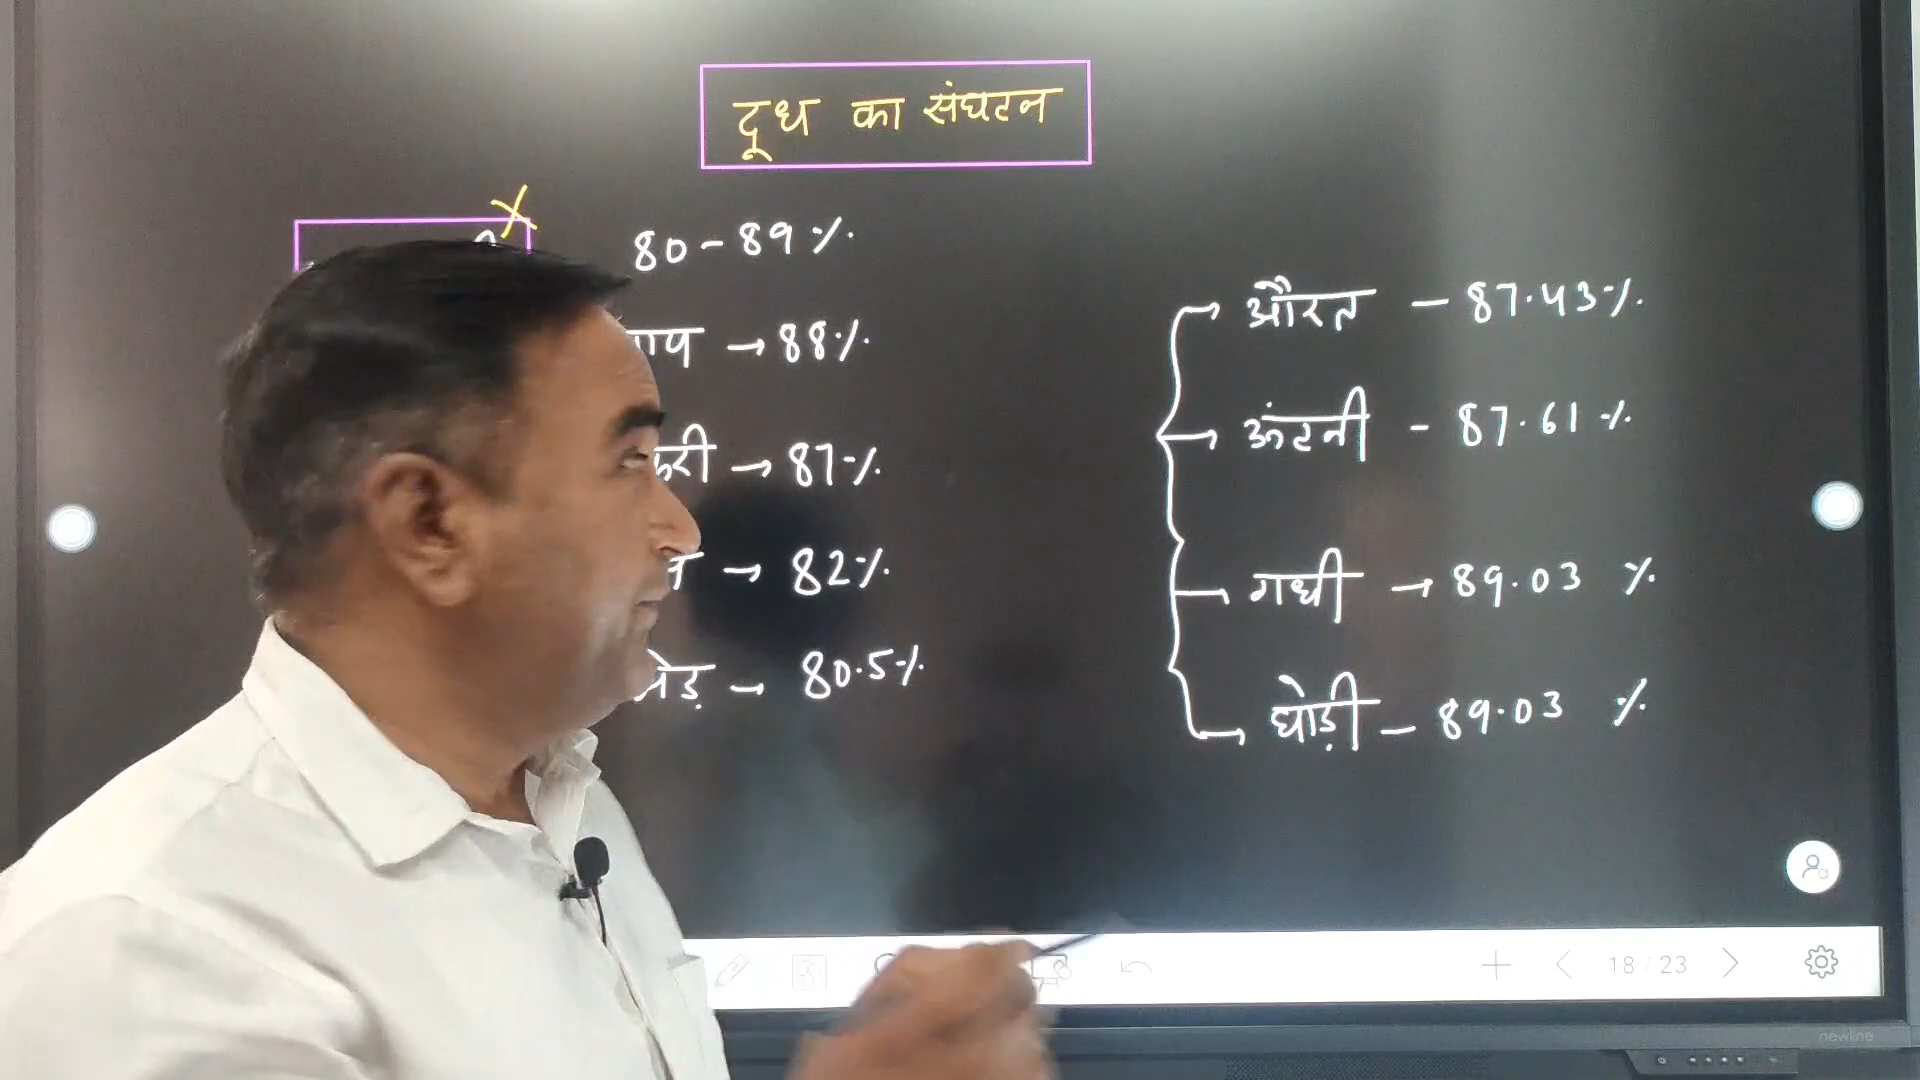 दूध का संघटन
80 - 89 %
→ 88%
→ 87%
→ 82%
80.5%
औरत - 87.43%
ऊंटनी - 87.61 %
गधी → 89.03 %
घोड़ी - 89.03 %
18 / 23
newline